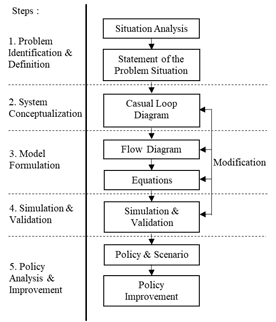 Steps :
Situation Analysis
1. Problem
Identification &
Definition
Statement of the
Problem Situation
2. System
Conceptualization
Casual Loop
Diagram
3. Model
Formulation
Flow Diagram
Equations
Modification
4. Simulation &
Validation
Simulation &
Validation
5. Policy
Analysis &
Improvement
Policy & Scenario
Policy
Improvement